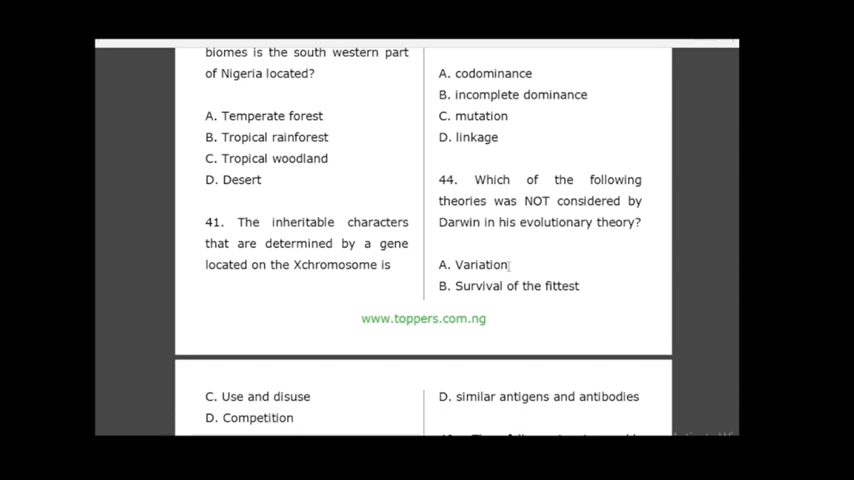 biomes is the south western part
of Nigeria located?
A. Temperate forest
B. Tropical rainforest
C. Tropical woodland
D. Desert
41. The inheritable characters
that are determined by a gene
located on the Xchromosome is
A. codominance
B. incomplete dominance
C. mutation
D. linkage
44. Which of the following
theories was NOT considered by
Darwin in his evolutionary theory?
A. Variation
B. Survival of the fittest
www.toppers.com.ng
C. Use and disuse
D. Competition
D. similar antigens and antibodies